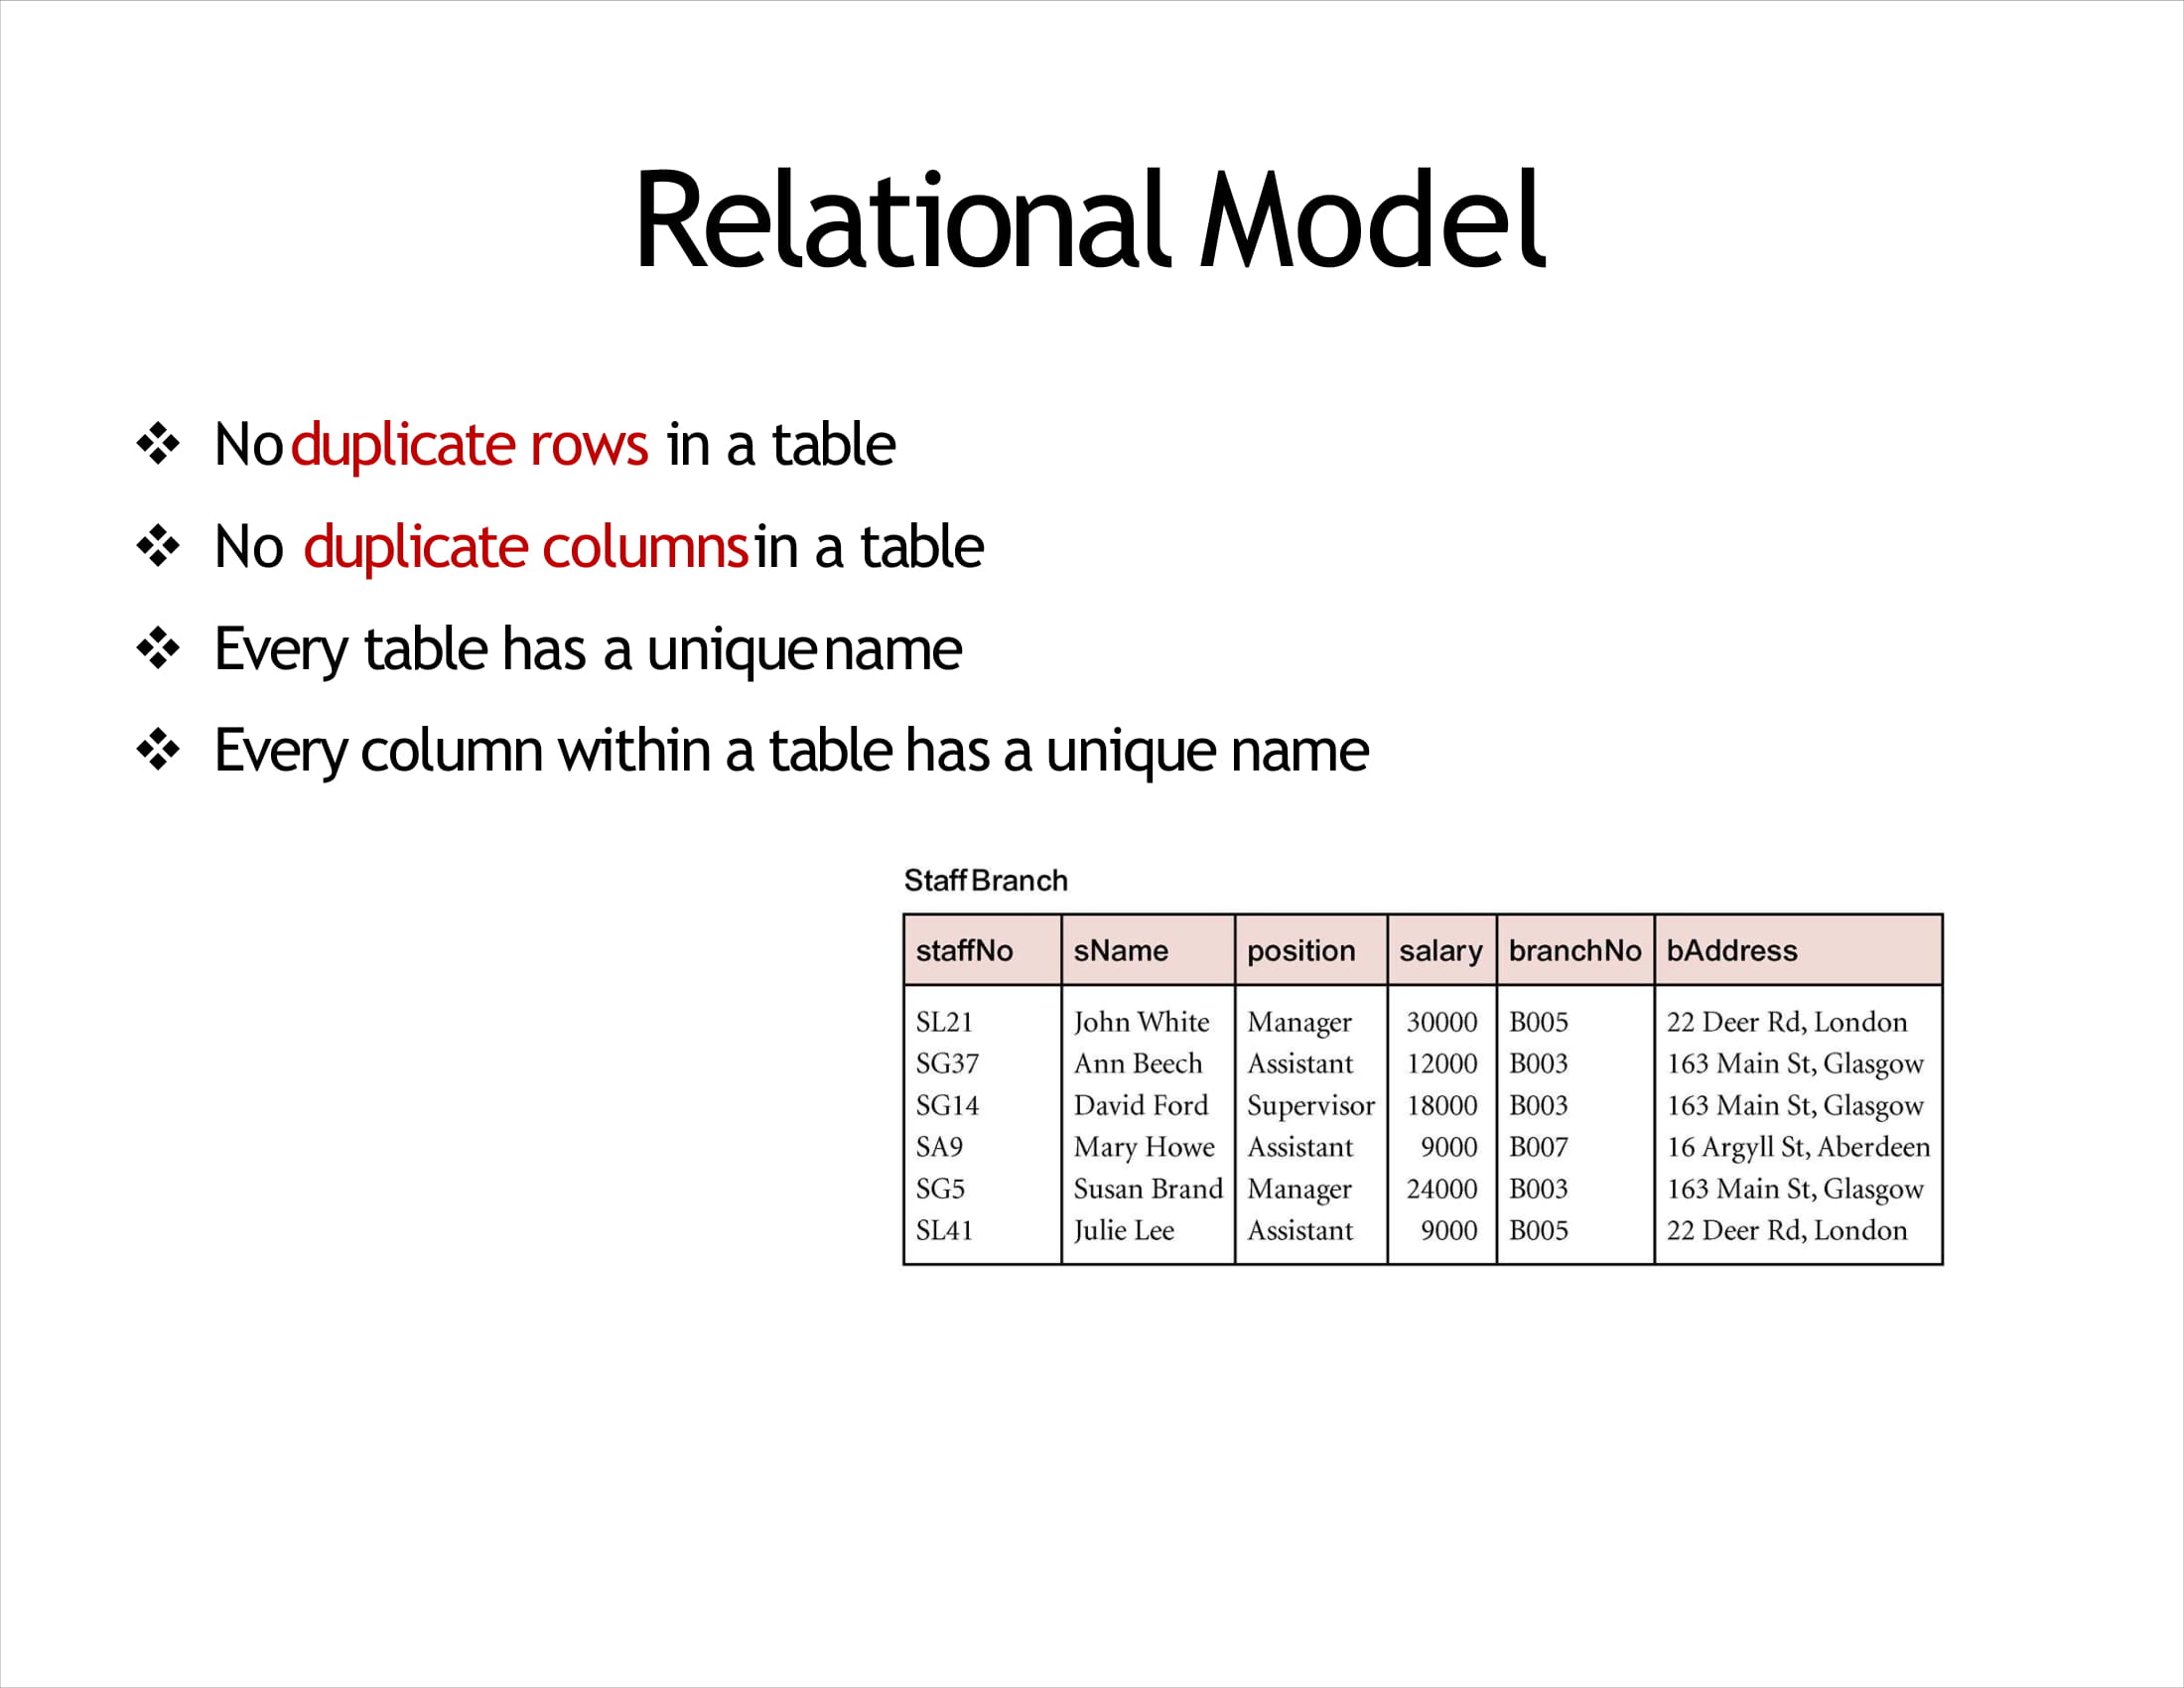 Relational Model
❖ No duplicate rows in a table
❖ No duplicate columns in a table
❖ Every table has a unique name
❖ Every column within a table has a unique name
StaffBranch
staffNo sName position salary branchNo bAddress
SL21 John White Manager 30000 B005 22 Deer Rd, London
SG37 Ann Beech Assistant 12000 B003 163 Main St, Glasgow
SG14 David Ford Supervisor 18000 B003 163 Main St, Glasgow
SA9 Mary Howe Assistant 9000 B007 16 Argyll St, Aberdeen
SG5 Susan Brand Manager 24000 B003 163 Main St, Glasgow
SL41 Julie Lee Assistant 9000 B005 22 Deer Rd, London